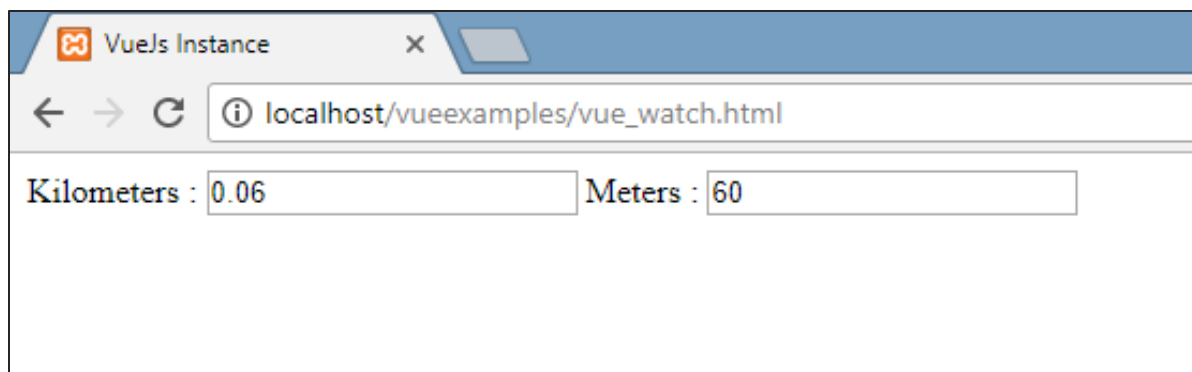 VueJs Instance
localhost/vueexamples/vue_watch.html
Kilometers : 0.06 Meters : 60